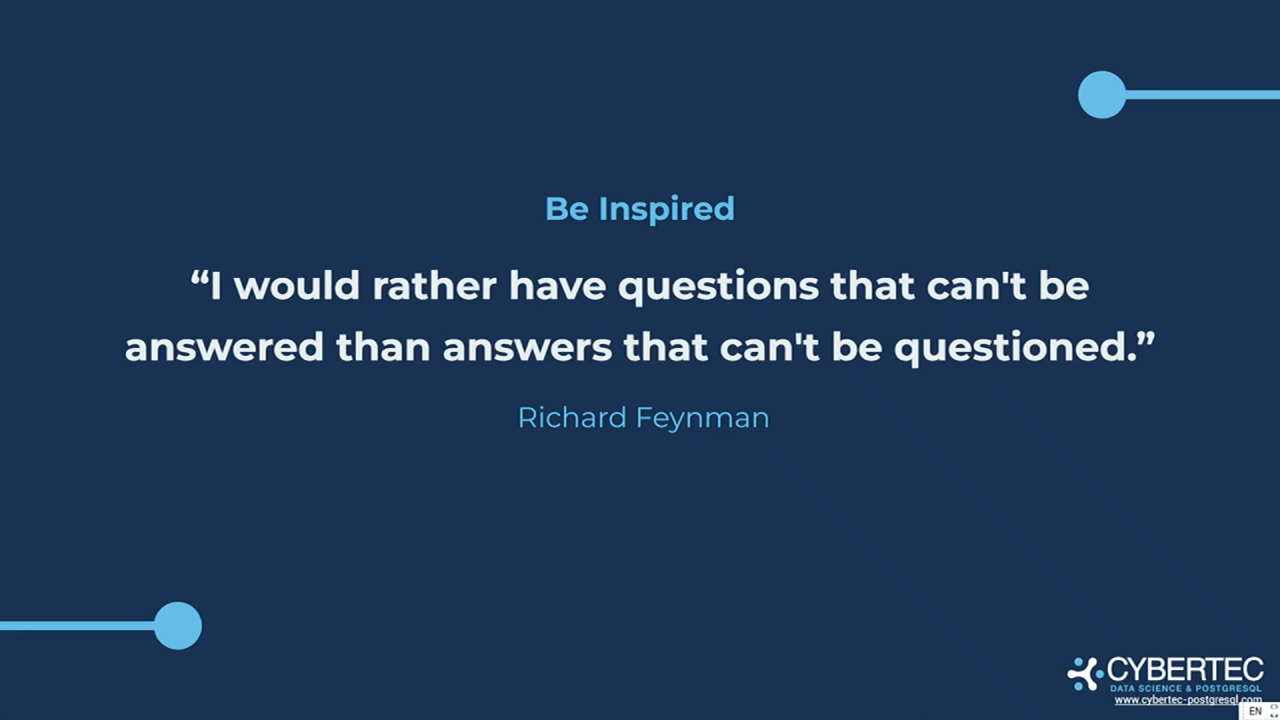 Be Inspired
“I would rather have questions that can't be
answered than answers that can't be questioned.”
Richard Feynman
CYBERTEC
DATA SCIENCE & POSTGRESQL
www.cybertec-postgresql.com
EN